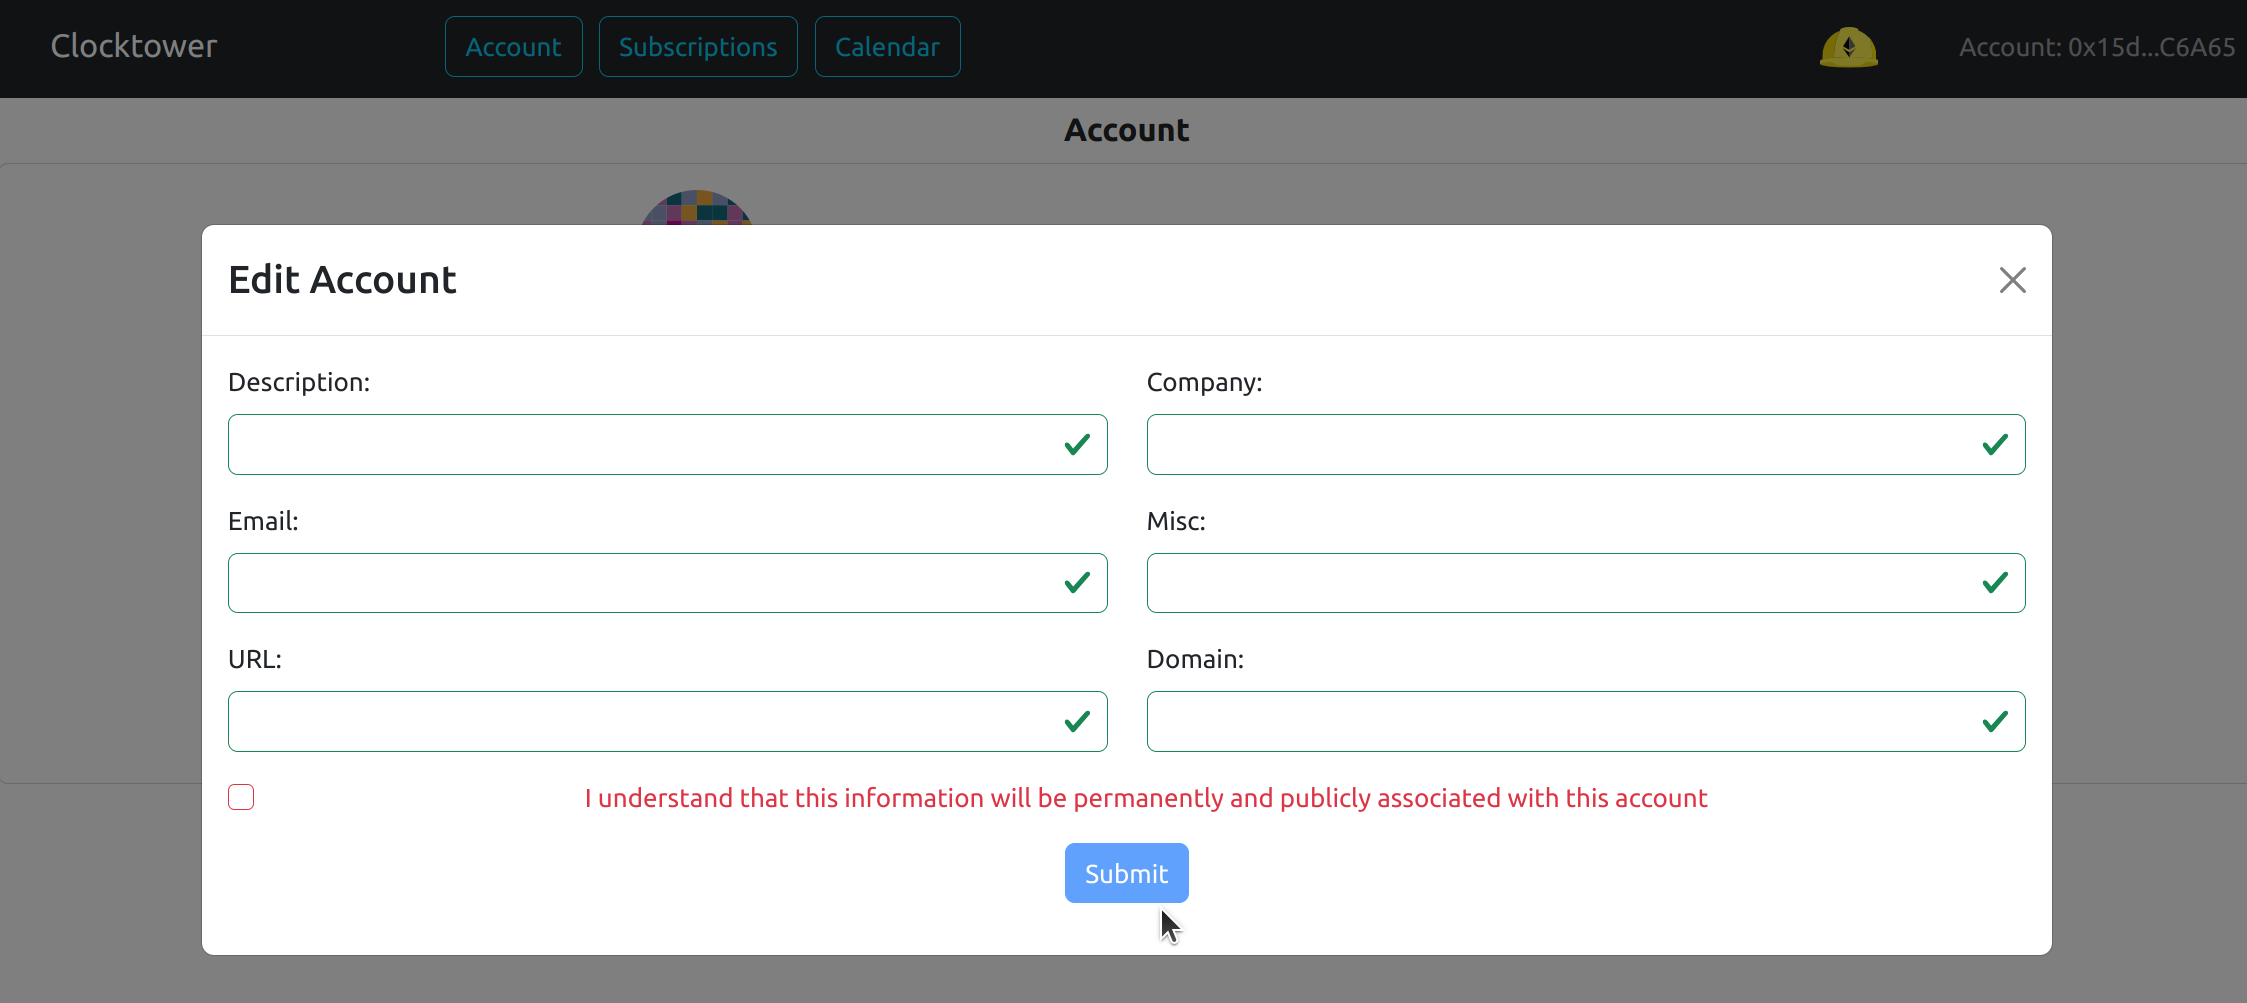 Clocktower
Account
Subscriptions
Calendar
Account: 0x15d...C6A65
Account
Edit Account
Description:
Company:
Email:
Misc:
URL:
Domain:
I understand that this information will be permanently and publicly associated with this account
Submit